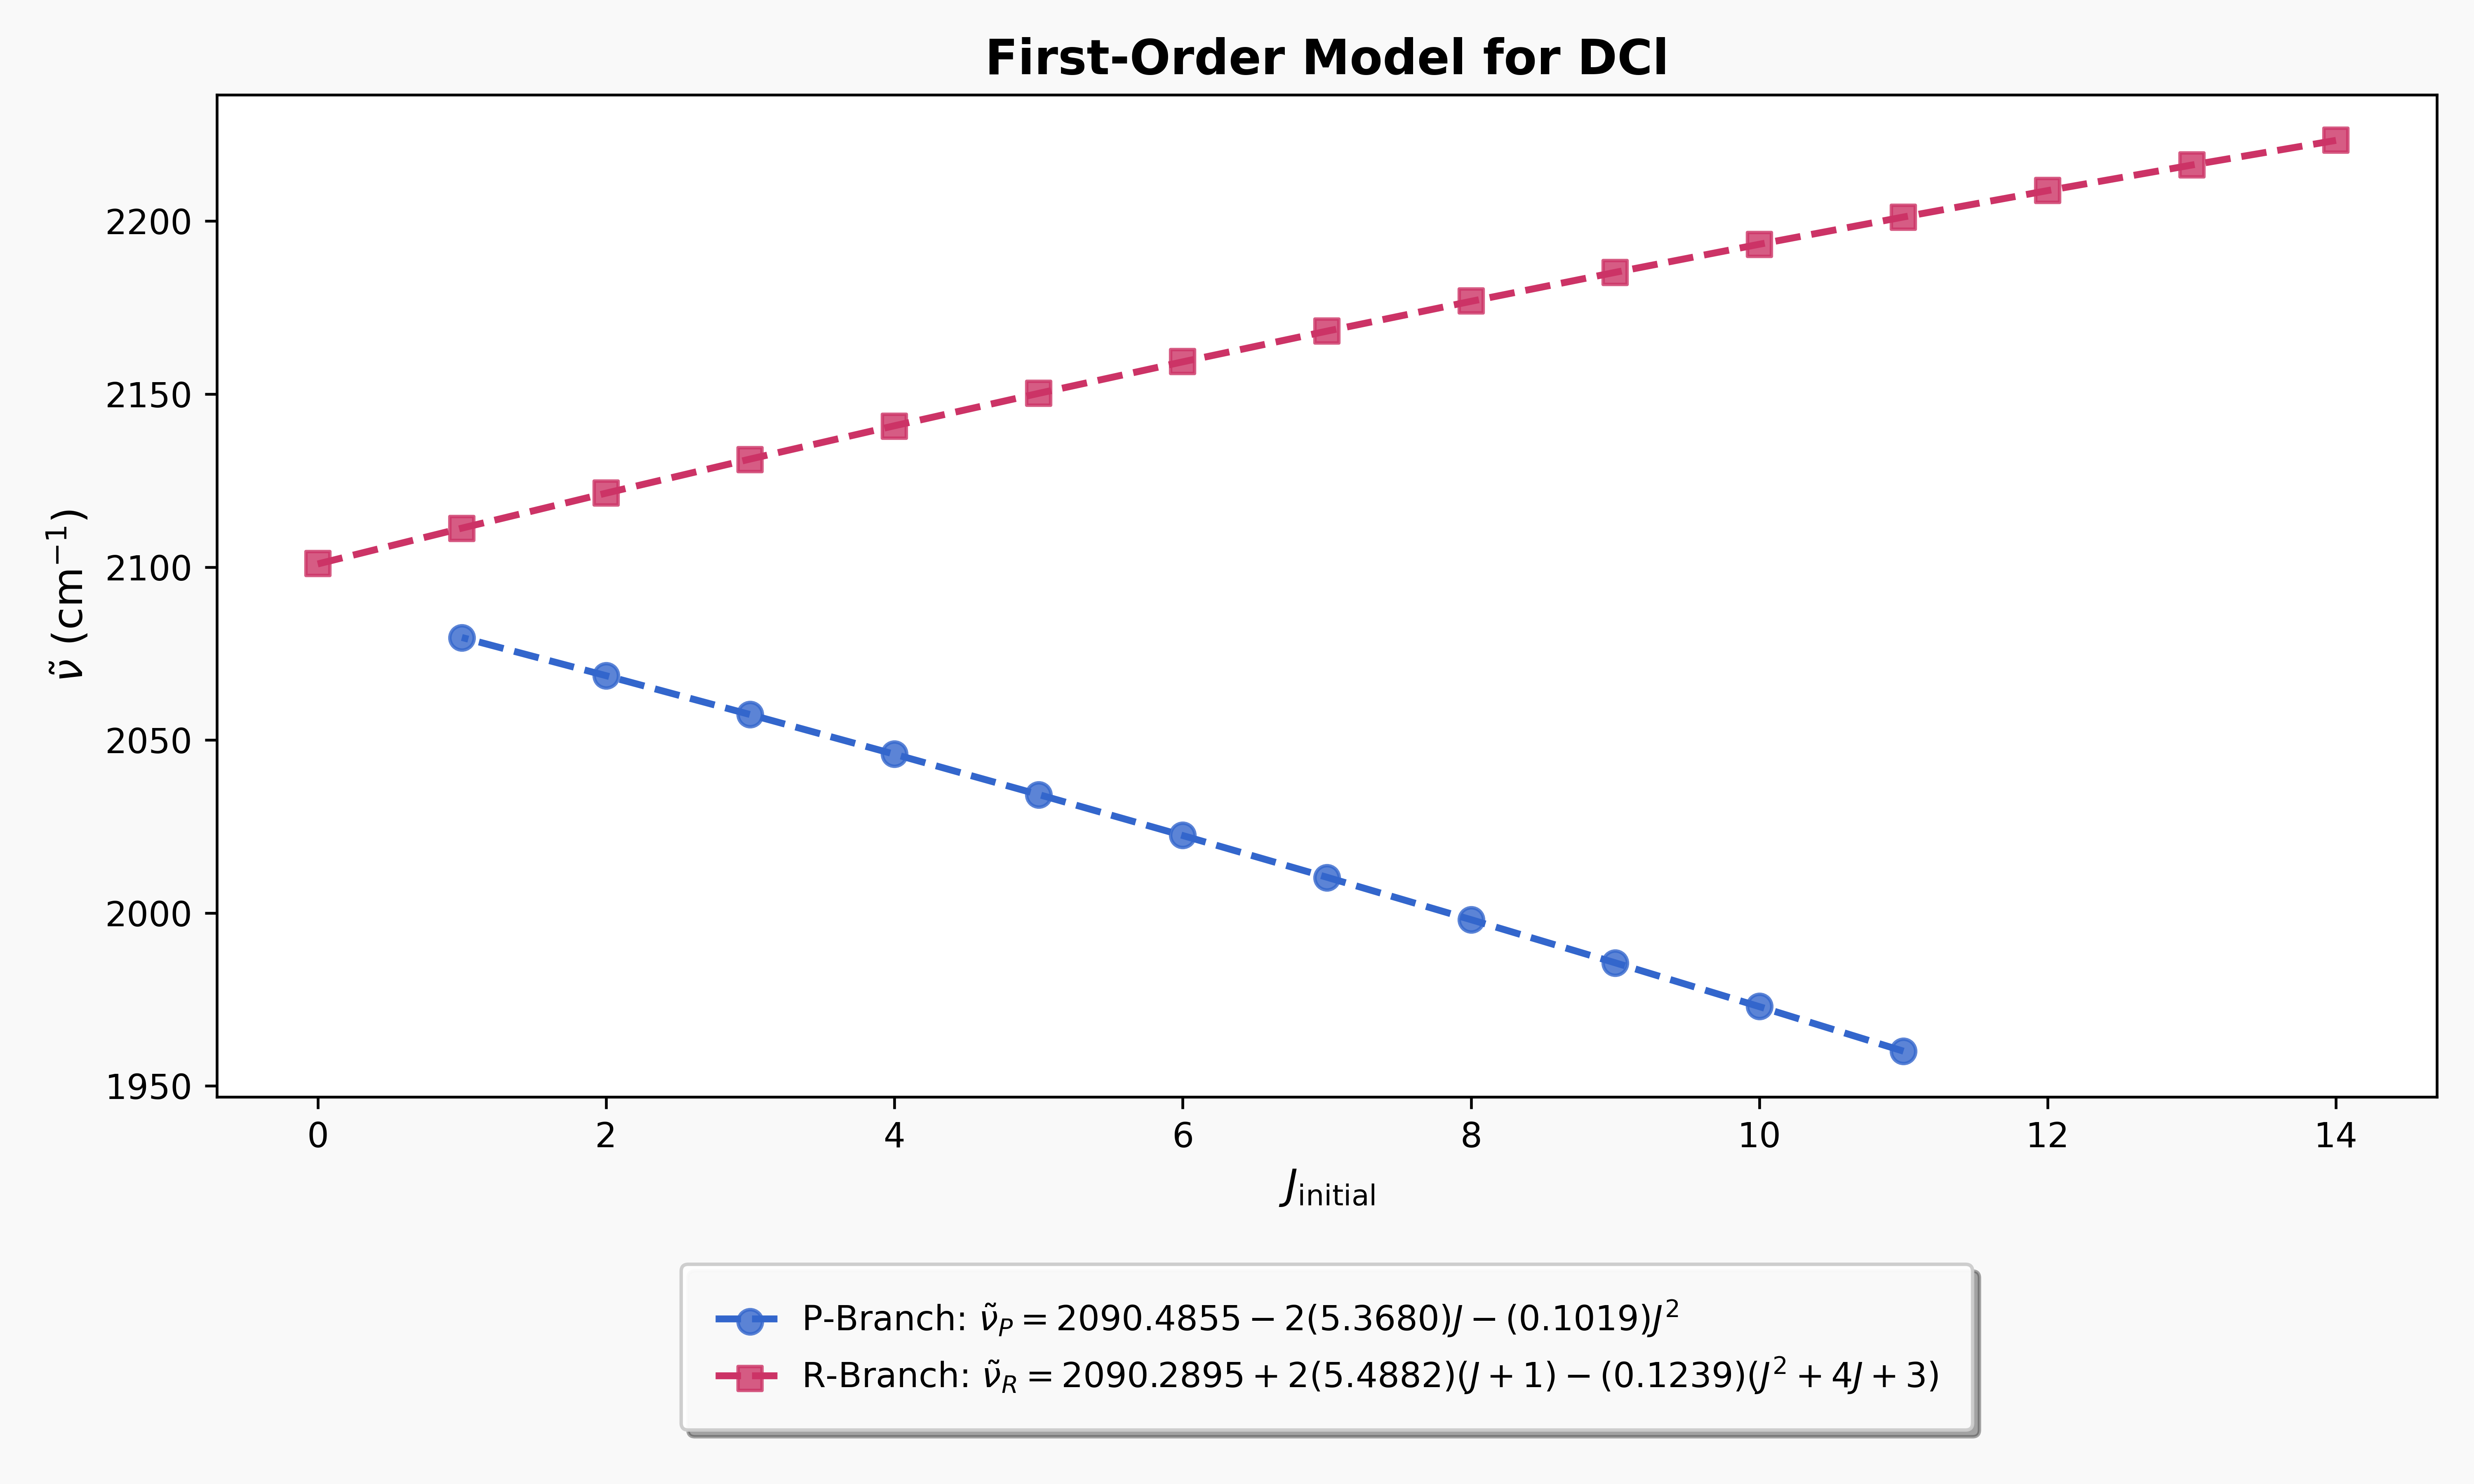 First-Order Model for DCl
ν̃ (cm⁻¹)
2200
2150
2100
2050
2000
1950
0 2 4 6 8 10 12 14
J_initial
P-Branch: ν̃_P = 2090.4855 − 2(5.3680)J − (0.1019)J²
R-Branch: ν̃_R = 2090.2895 + 2(5.4882)(J + 1) − (0.1239)(J² + 4J + 3)